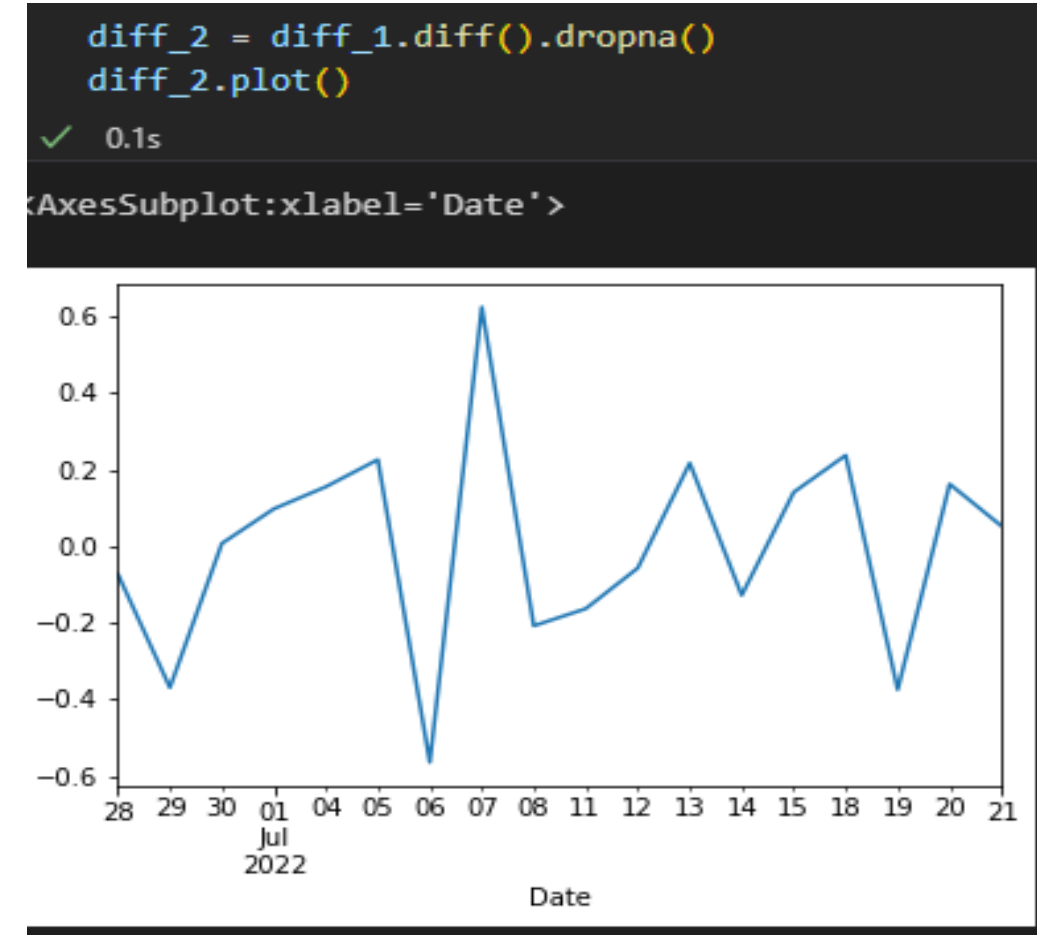 diff_2 = diff_1.diff().dropna()
diff_2.plot()
✓ 0.1s
<AxesSubplot:xlabel='Date'>
0.6
0.4
0.2
0.0
−0.2
−0.4
−0.6
28 29 30 01 04 05 06 07 08 11 12 13 14 15 18 19 20 21
Jul
2022
Date